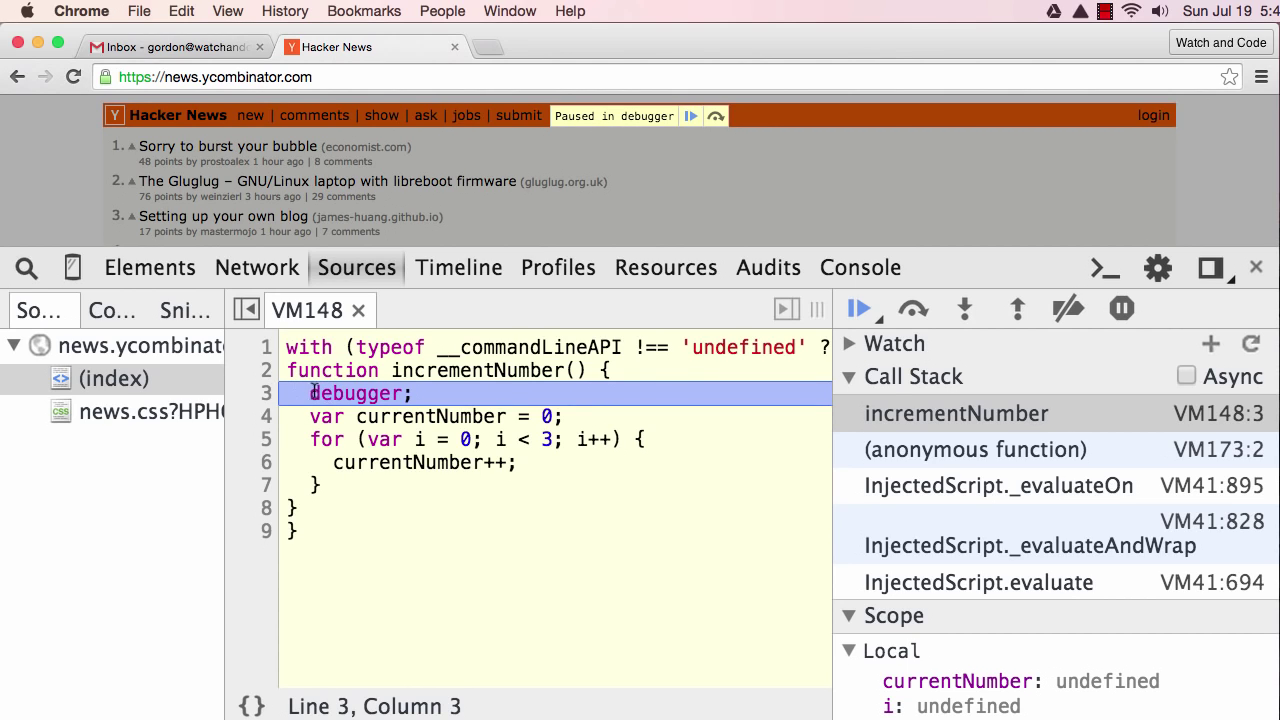 Chrome File Edit View History Bookmarks People Window Help Sun Jul 19 5:4
Inbox - gordon@watchand Hacker News Watch and Code
https://news.ycombinator.com
Y Hacker News new | comments | show | ask | jobs | submit Paused in debugger login
1. Sorry to burst your bubble (economist.com)
48 points by prostoalex 1 hour ago | 8 comments
2. The Gluglug – GNU/Linux laptop with libreboot firmware (gluglug.org.uk)
76 points by weinzierl 3 hours ago | 29 comments
3. Setting up your own blog (james-huang.github.io)
17 points by mastermojo 1 hour ago | 7 comments
Elements Network Sources Timeline Profiles Resources Audits Console
So... Co... Sni... VM148
news.ycombinat
(index)
news.css?HPHC
1 with (typeof __commandLineAPI !== 'undefined' ?
2 function incrementNumber() {
3 debugger;
4 var currentNumber = 0;
5 for (var i = 0; i < 3; i++) {
6 currentNumber++;
7 }
8 }
9 }
{} Line 3, Column 3
Watch
Call Stack Async
incrementNumber VM148:3
(anonymous function) VM173:2
InjectedScript._evaluateOn VM41:895
VM41:828
InjectedScript._evaluateAndWrap
InjectedScript.evaluate VM41:694
Scope
Local
currentNumber: undefined
i: undefined